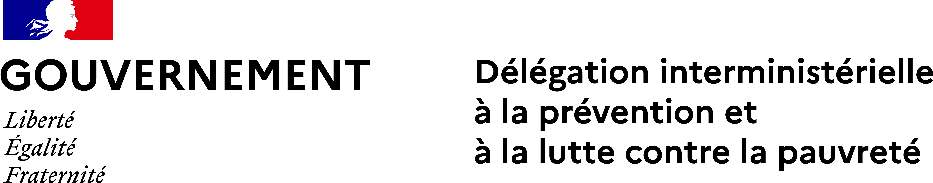 GOUVERNEMENT
Liberté
Égalité
Fraternité
Délégation interministérielle
à la prévention et
à la lutte contre la pauvreté